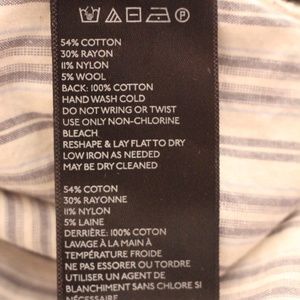 54% COTTON
30% RAYON
11% NYLON
5% WOOL
BACK: 100% COTTON
HAND WASH COLD
DO NOT WRING OR TWIST
USE ONLY NON-CHLORINE
BLEACH
RESHAPE & LAY FLAT TO DRY
LOW IRON AS NEEDED
MAY BE DRY CLEANED
54% COTON
30% RAYONNE
11% NYLON
5% LAINE
DERRIÈRE: 100% COTON
LAVAGE À LA MAIN À
TEMPÉRATURE FROIDE
NE PAS ESSORER OU TORDRE
UTILISER UN AGENT DE
BLANCHIMENT SANS CHLORE SI
NÉCESSAIRE